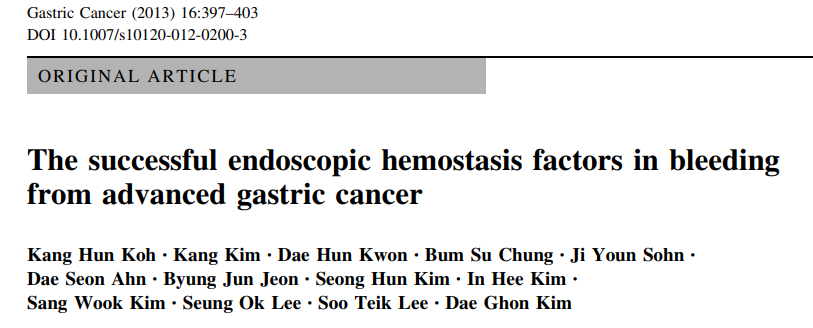 Gastric Cancer (2013) 16:397–403
DOI 10.1007/s10120-012-0200-3
ORIGINAL ARTICLE
The successful endoscopic hemostasis factors in bleeding
from advanced gastric cancer
Kang Hun Koh · Kang Kim · Dae Hun Kwon · Bum Su Chung · Ji Youn Sohn ·
Dae Seon Ahn · Byung Jun Jeon · Seong Hun Kim · In Hee Kim ·
Sang Wook Kim · Seung Ok Lee · Soo Teik Lee · Dae Ghon Kim